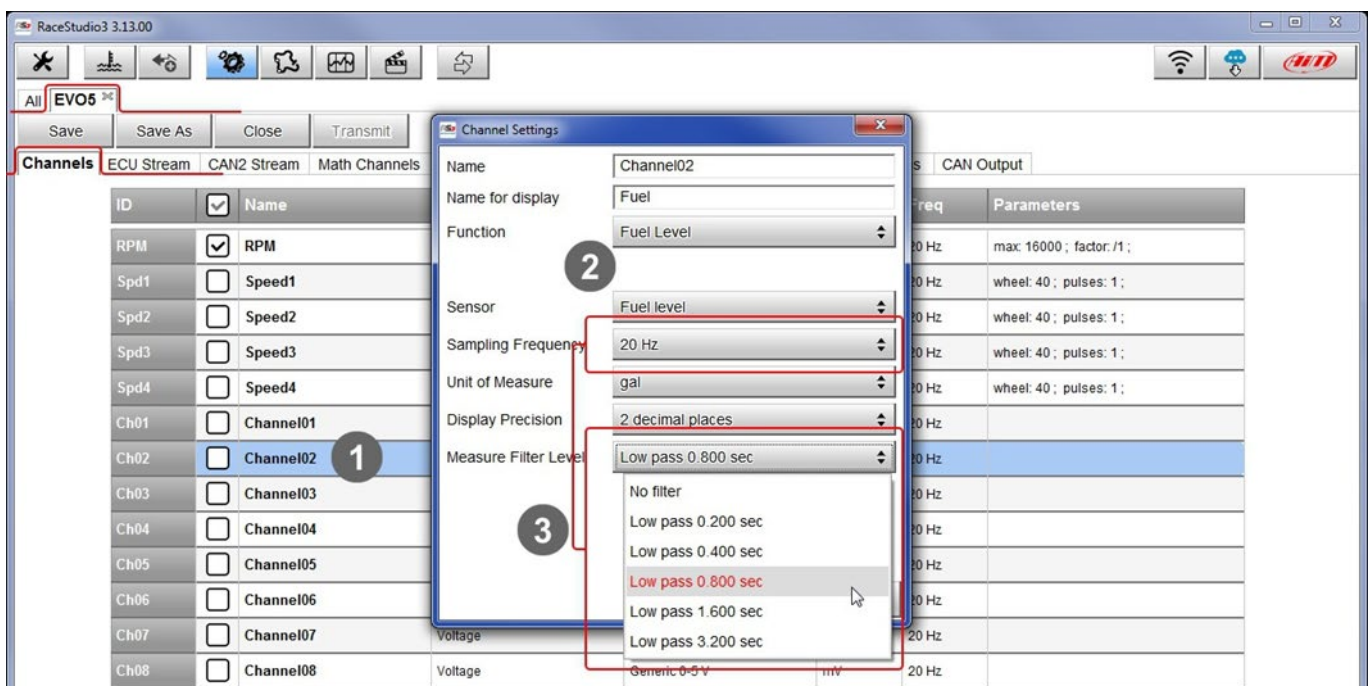 RaceStudio3 3.13.00
AiM
All EVO5
Save Save As Close Transmit
Channels ECU Stream CAN2 Stream Math Channels CAN Output
ID Name Parameters
RPM RPM 20 Hz max: 16000 ; factor: /1 ;
Spd1 Speed1 20 Hz wheel: 40 ; pulses: 1 ;
Spd2 Speed2 20 Hz wheel: 40 ; pulses: 1 ;
Spd3 Speed3 20 Hz wheel: 40 ; pulses: 1 ;
Spd4 Speed4 20 Hz wheel: 40 ; pulses: 1 ;
Ch01 Channel01 20 Hz
Ch02 Channel02 1 20 Hz
Ch03 Channel03 20 Hz
Ch04 Channel04 20 Hz
Ch05 Channel05 20 Hz
Ch06 Channel06 20 Hz
Ch07 Channel07 Voltage 20 Hz
Ch08 Channel08 Voltage Generic 0-5 V mV 20 Hz
Channel Settings
Name Channel02
Name for display Fuel
Function Fuel Level
2
Sensor Fuel level
Sampling Frequency 20 Hz
Unit of Measure gal
Display Precision 2 decimal places
Measure Filter Level Low pass 0.800 sec
3
No filter
Low pass 0.200 sec
Low pass 0.400 sec
Low pass 0.800 sec
Low pass 1.600 sec
Low pass 3.200 sec